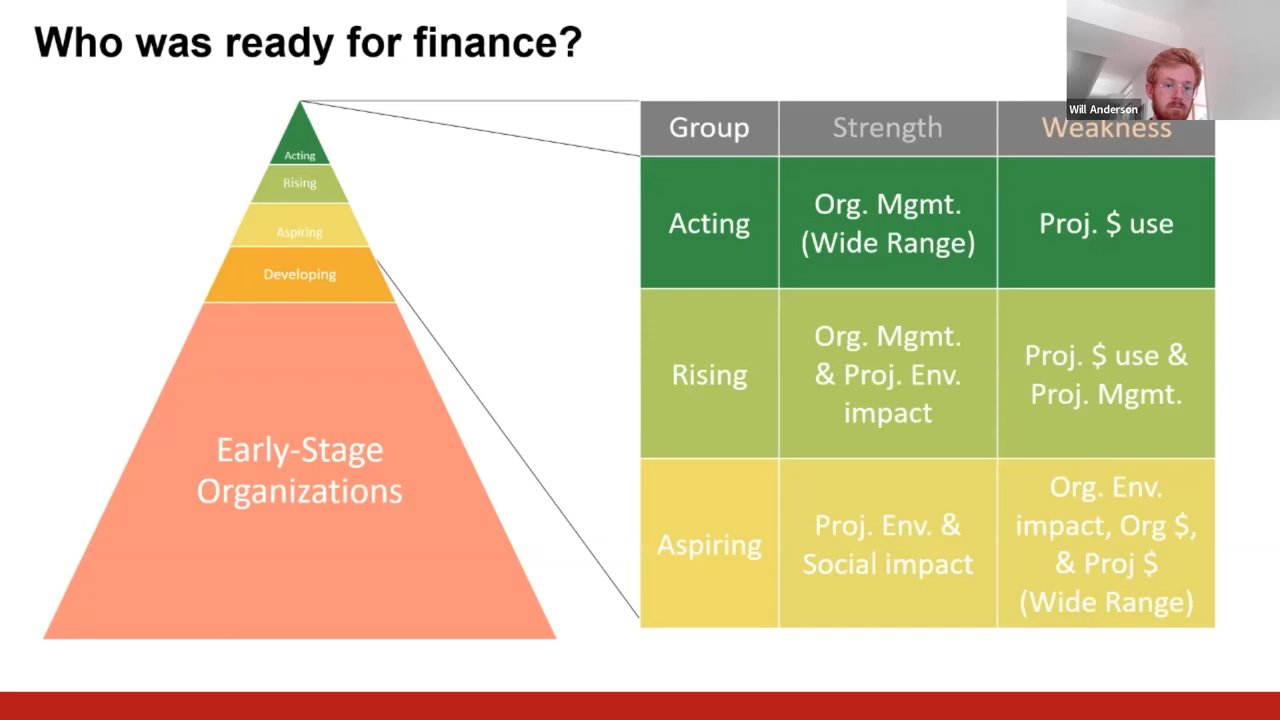 Who was ready for finance?
Will Anderson
Acting
Rising
Aspiring
Developing
Early-Stage
Organizations
Group
Strength
Weakness
Acting
Org. Mgmt.
(Wide Range)
Proj. $ use
Rising
Org. Mgmt.
& Proj. Env.
impact
Proj. $ use &
Proj. Mgmt.
Aspiring
Proj. Env. &
Social impact
Org. Env.
impact, Org $,
& Proj $
(Wide Range)